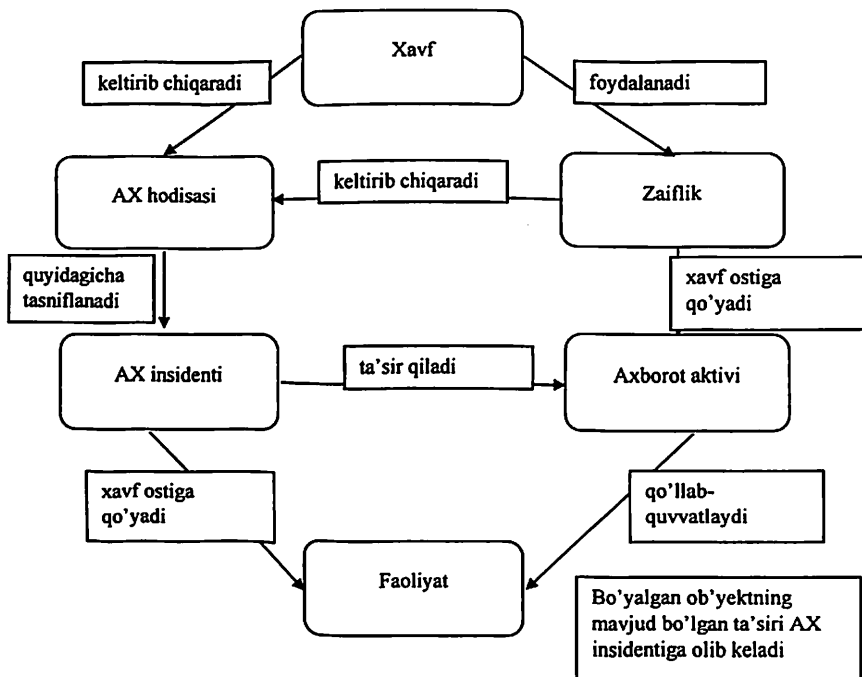 Xavf
keltirib chiqaradi
foydalanadi
AX hodisasi
keltirib chiqaradi
Zaiflik
quyidagicha
tasniflanadi
xavf ostiga
qo'yadi
AX insidenti
ta'sir qiladi
Axborot aktivi
xavf ostiga
qo'yadi
qo'llab-
quvvatlaydi
Faoliyat
Bo'yalgan ob'yektning
mavjud bo'lgan ta'siri AX
insidentiga olib keladi